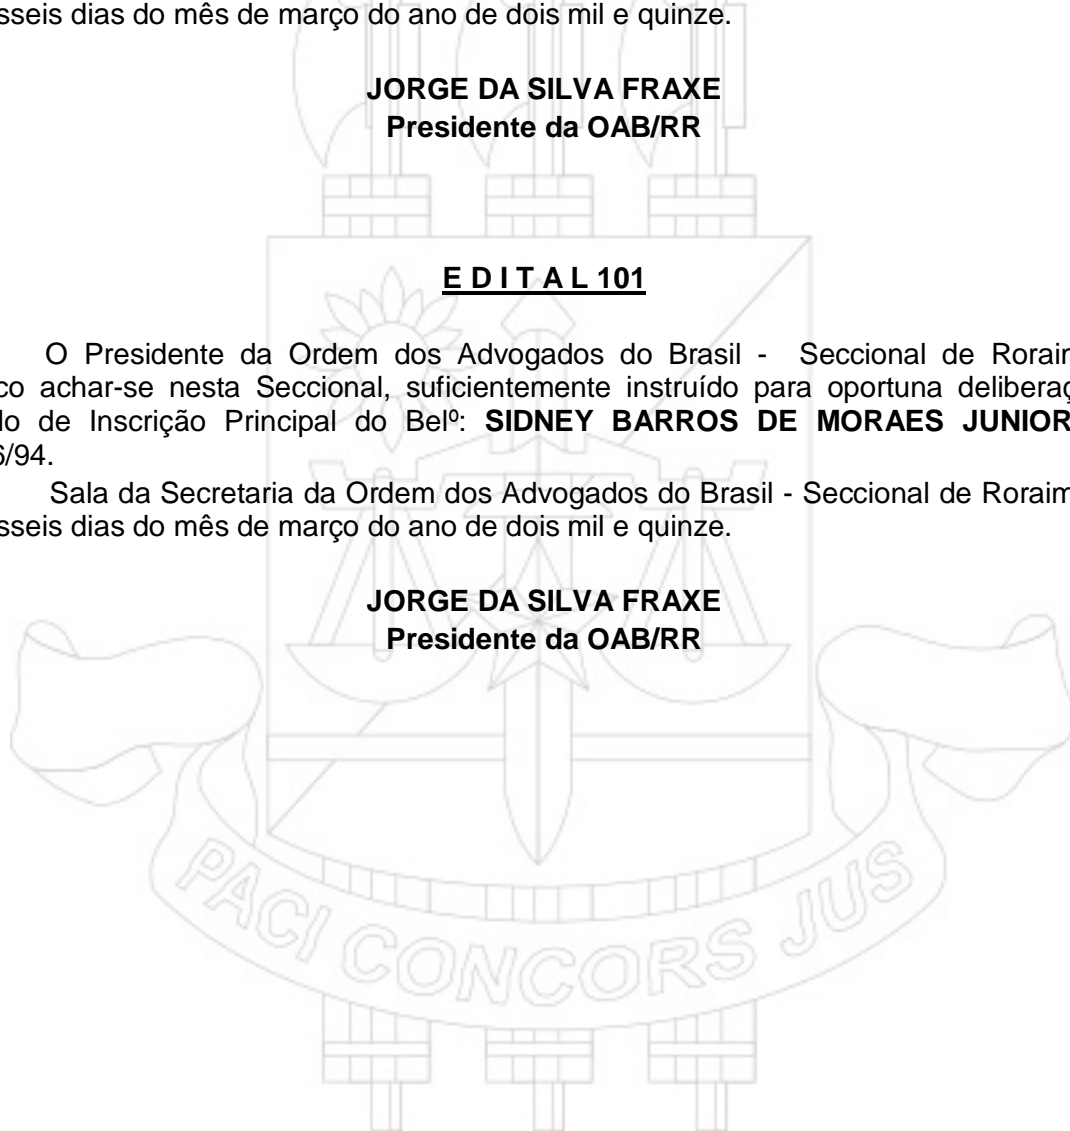 sseis dias do mês de março do ano de dois mil e quinze.
JORGE DA SILVA FRAXE
Presidente da OAB/RR
E D I T A L 101
O Presidente da Ordem dos Advogados do Brasil - Seccional de Rorair
co achar-se nesta Seccional, suficientemente instruído para oportuna deliberaç
lo de Inscrição Principal do Belº: SIDNEY BARROS DE MORAES JUNIOR
6/94.
Sala da Secretaria da Ordem dos Advogados do Brasil - Seccional de Roraim
sseis dias do mês de março do ano de dois mil e quinze.
JORGE DA SILVA FRAXE
Presidente da OAB/RR
PACI CONCORS JUS